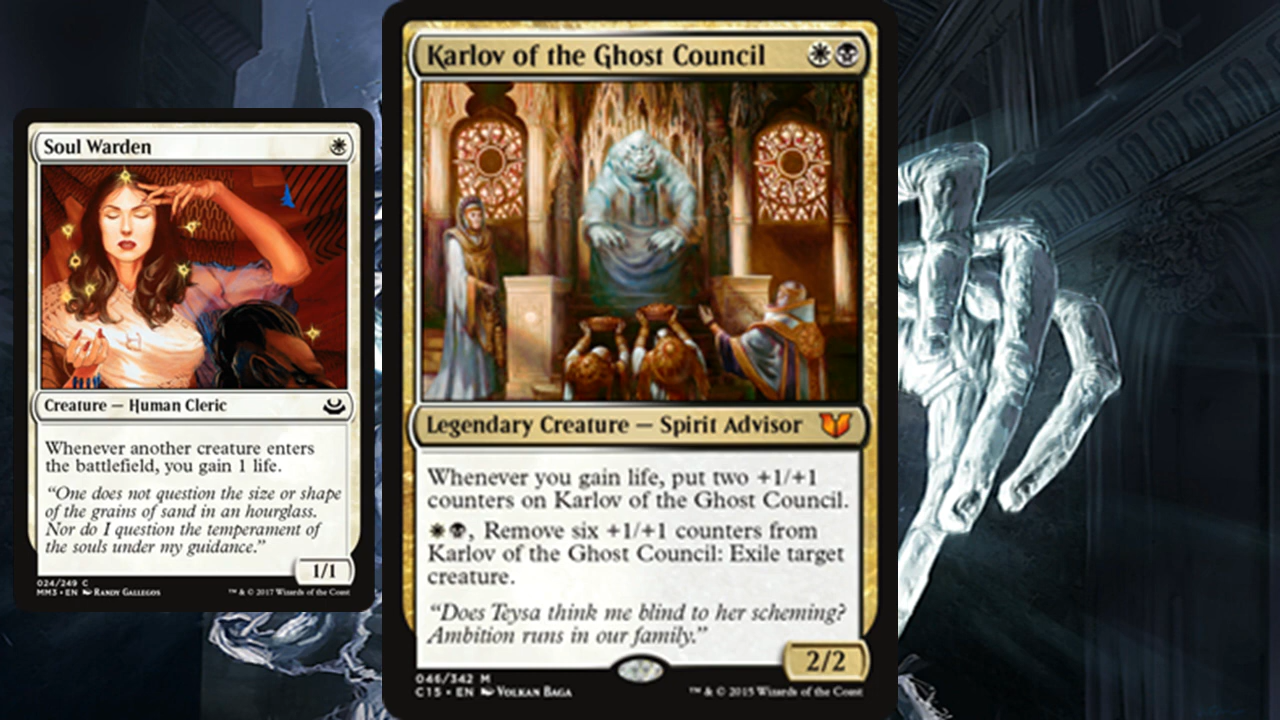 Soul Warden
Creature — Human Cleric
Whenever another creature enters
the battlefield, you gain 1 life.
“One does not question the size or shape
of the grains of sand in an hourglass.
Nor do I question the temperament of
the souls under my guidance.”
1/1
024/249 C
MM3 • EN Randy Gallegos
™ & © 2017 Wizards of the Coast
Karlov of the Ghost Council
Legendary Creature — Spirit Advisor
Whenever you gain life, put two +1/+1
counters on Karlov of the Ghost Council.
, Remove six +1/+1 counters from
Karlov of the Ghost Council: Exile target
creature.
“Does Teysa think me blind to her scheming?
Ambition runs in our family.”
2/2
046/342 M
C15 • EN Volkan Baga
™ & © 2015 Wizards of the Coast